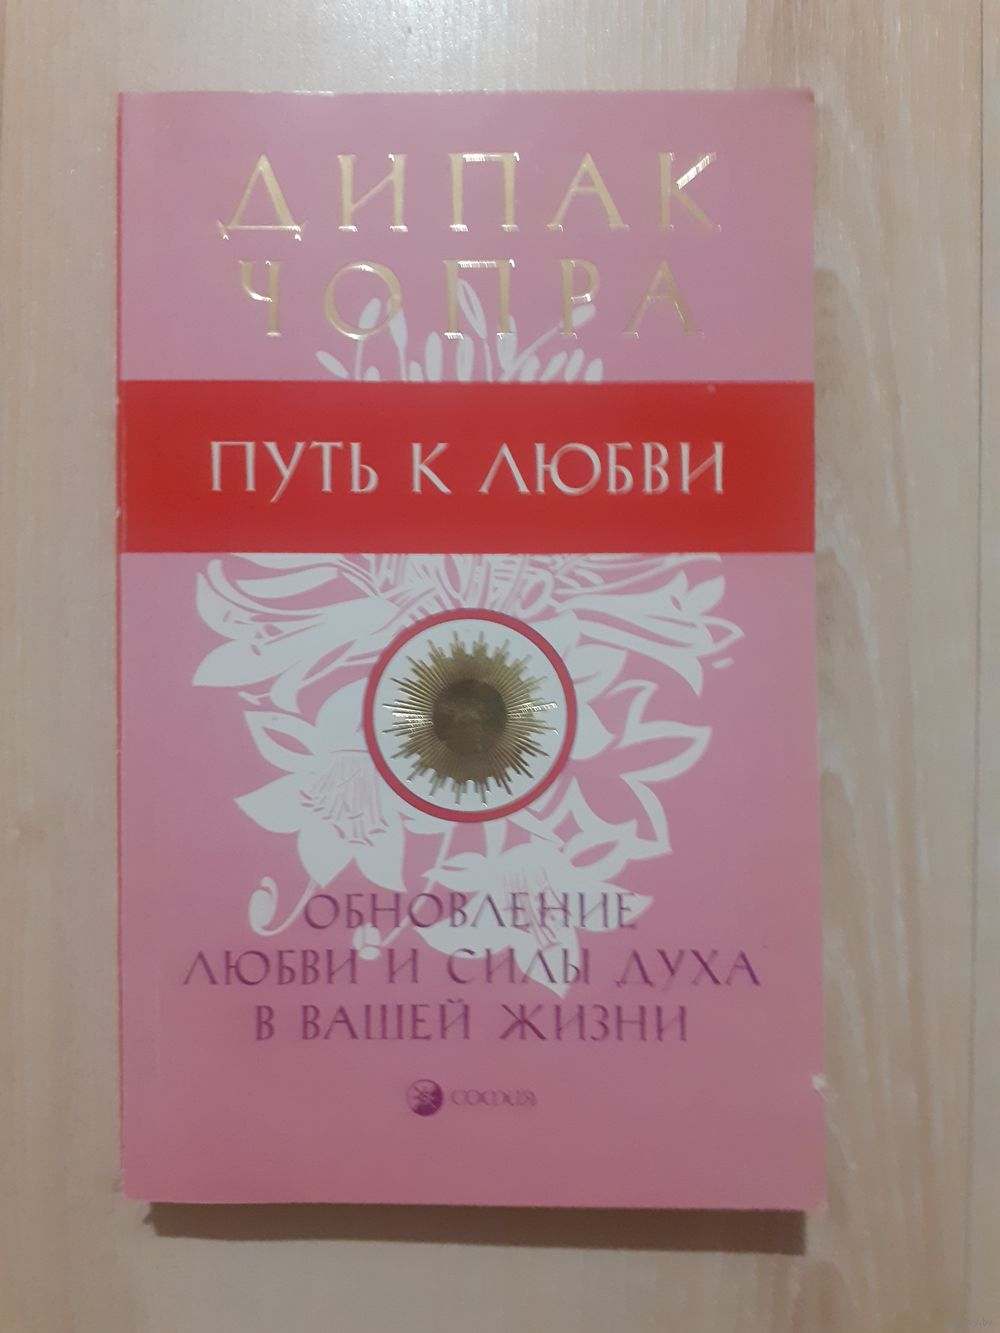 ДИПАК
ЧОПРА
ПУТЬ К ЛЮБВИ
ОБНОВЛЕНИЕ
ЛЮБВИ И СИЛЫ ДУХА
В ВАШЕЙ ЖИЗНИ
СОФИЯ